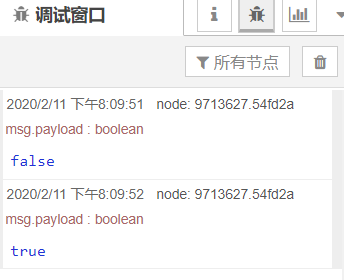 调试窗口
所有节点
2020/2/11 下午8:09:51 node: 9713627.54fd2a
msg.payload : boolean
false
2020/2/11 下午8:09:52 node: 9713627.54fd2a
msg.payload : boolean
true